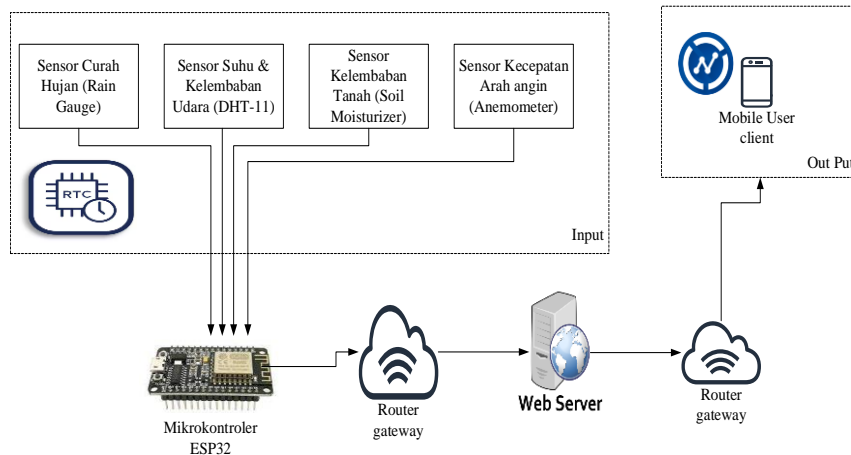 Sensor Curah
Hujan (Rain
Gauge)
Sensor Suhu &
Kelembaban
Udara (DHT-11)
Sensor
Kelembaban
Tanah (Soil
Moisturizer)
Sensor Kecepatan
Arah angin
(Anemometer)
RTC
Input
N
Mobile User
client
Out Put
Mikrokontroler
ESP32
Router
gateway
Web Server
Router
gateway